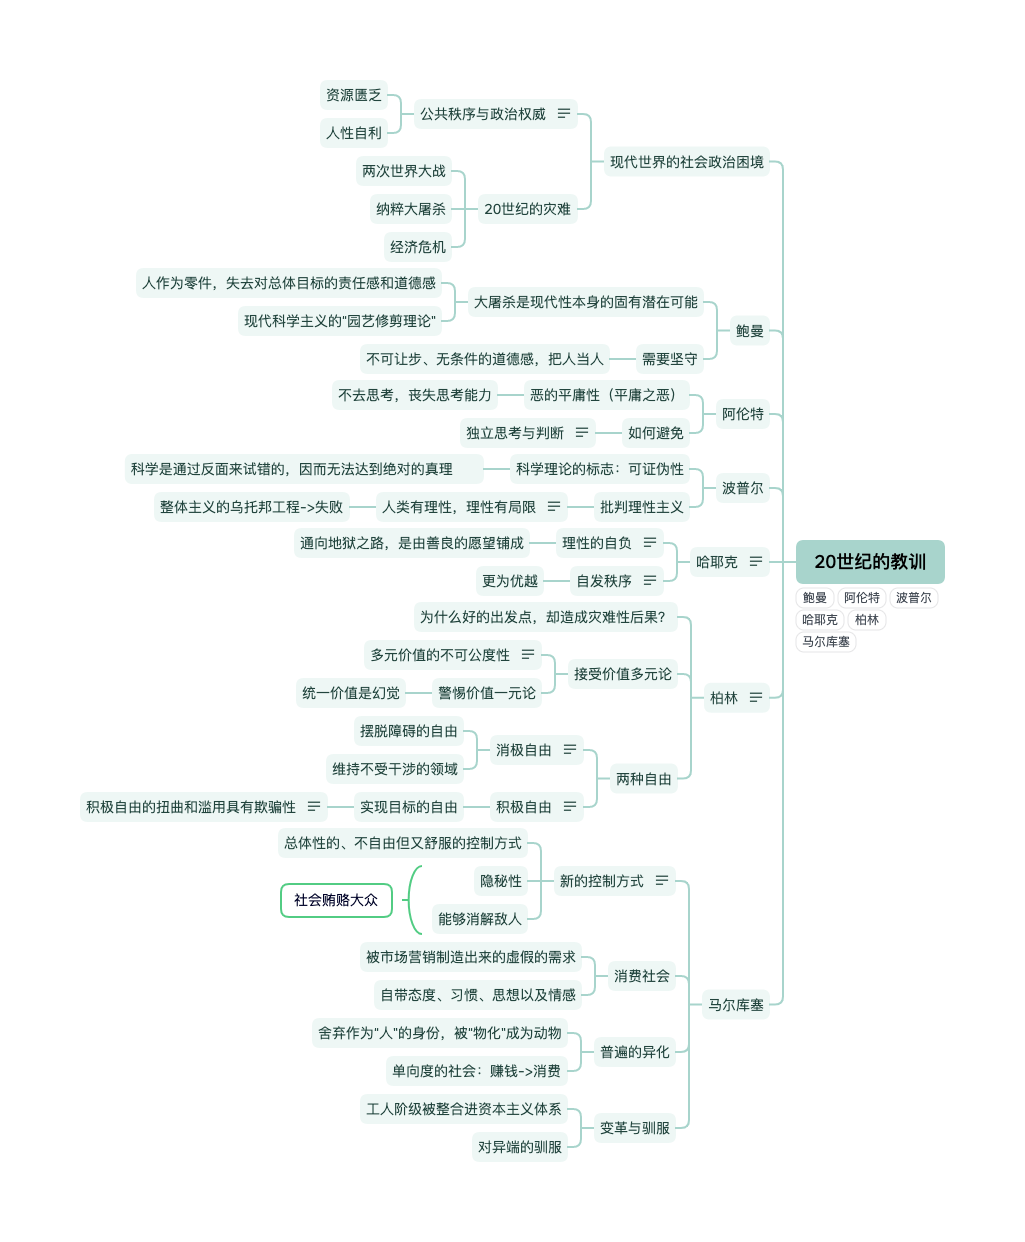 20世纪的教训
鲍曼
阿伦特
波普尔
哈耶克
柏林
马尔库塞
现代世界的社会政治困境
公共秩序与政治权威
资源匮乏
人性自利
20世纪的灾难
两次世界大战
纳粹大屠杀
经济危机
鲍曼
大屠杀是现代性本身的固有潜在可能
人作为零件，失去对总体目标的责任感和道德感
现代科学主义的"园艺修剪理论"
需要坚守
不可让步、无条件的道德感，把人当人
阿伦特
恶的平庸性（平庸之恶）
不去思考，丧失思考能力
如何避免
独立思考与判断
波普尔
科学理论的标志：可证伪性
科学是通过反面来试错的，因而无法达到绝对的真理
批判理性主义
人类有理性，理性有局限
整体主义的乌托邦工程->失败
哈耶克
理性的自负
通向地狱之路，是由善良的愿望铺成
自发秩序
更为优越
柏林
为什么好的出发点，却造成灾难性后果？
接受价值多元论
多元价值的不可公度性
警惕价值一元论
统一价值是幻觉
两种自由
消极自由
摆脱障碍的自由
维持不受干涉的领域
积极自由
实现目标的自由
积极自由的扭曲和滥用具有欺骗性
马尔库塞
新的控制方式
总体性的、不自由但又舒服的控制方式
隐秘性
能够消解敌人
社会贿赂大众
消费社会
被市场营销制造出来的虚假的需求
自带态度、习惯、思想以及情感
普遍的异化
舍弃作为"人"的身份，被"物化"成为动物
单向度的社会：赚钱->消费
变革与驯服
工人阶级被整合进资本主义体系
对异端的驯服